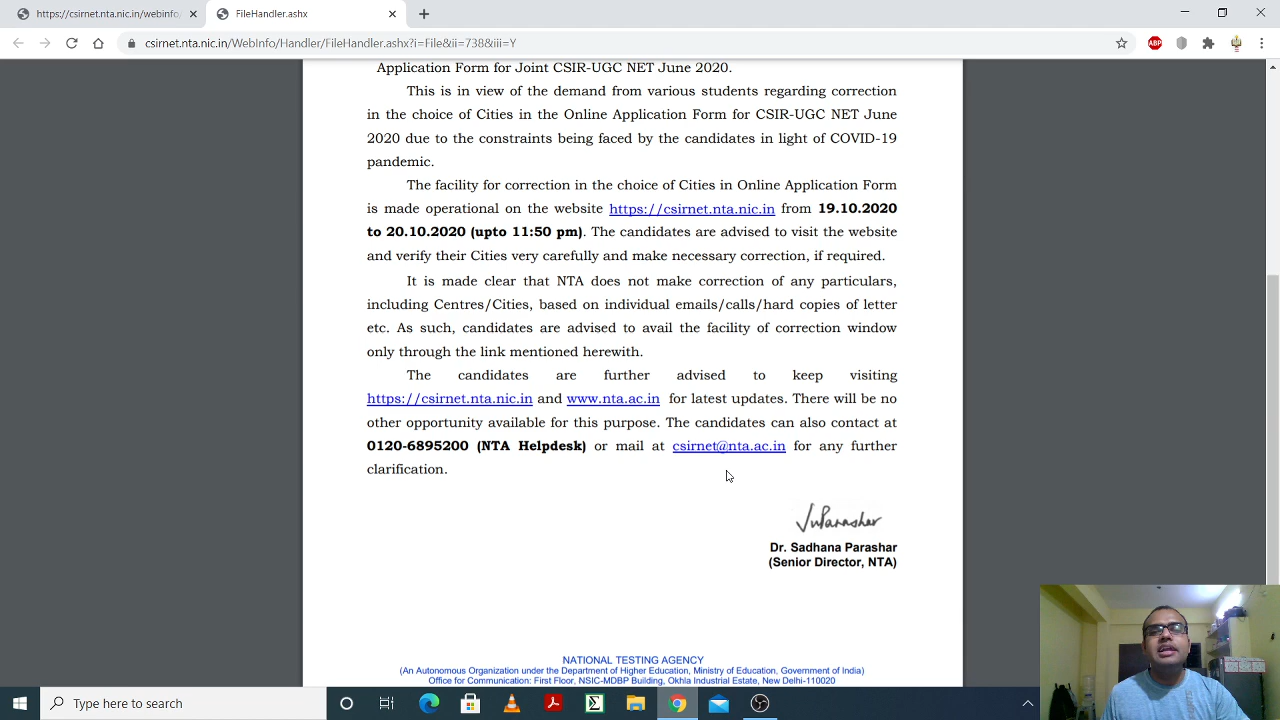 https://csirnet.nta.nic.in/webinfo
FileHandler.ashx
csirnet.nta.nic.in/WebInfo/Handler/FileHandler.ashx?i=File&ii=738&iii=Y
ABP
Application Form for Joint CSIR-UGC NET June 2020.
This is in view of the demand from various students regarding correction
in the choice of Cities in the Online Application Form for CSIR-UGC NET June
2020 due to the constraints being faced by the candidates in light of COVID-19
pandemic.
The facility for correction in the choice of Cities in Online Application Form
is made operational on the website https://csirnet.nta.nic.in from 19.10.2020
to 20.10.2020 (upto 11:50 pm). The candidates are advised to visit the website
and verify their Cities very carefully and make necessary correction, if required.
It is made clear that NTA does not make correction of any particulars,
including Centres/Cities, based on individual emails/calls/hard copies of letter
etc. As such, candidates are advised to avail the facility of correction window
only through the link mentioned herewith.
The candidates are further advised to keep visiting
https://csirnet.nta.nic.in and www.nta.ac.in for latest updates. There will be no
other opportunity available for this purpose. The candidates can also contact at
0120-6895200 (NTA Helpdesk) or mail at csirnet@nta.ac.in for any further
clarification.
Dr. Sadhana Parashar
(Senior Director, NTA)
NATIONAL TESTING AGENCY
(An Autonomous Organization under the Department of Higher Education, Ministry of Education, Government of India)
Office for Communication: First Floor, NSIC-MDBP Building, Okhla Industrial Estate, New Delhi-110020
Type here to search